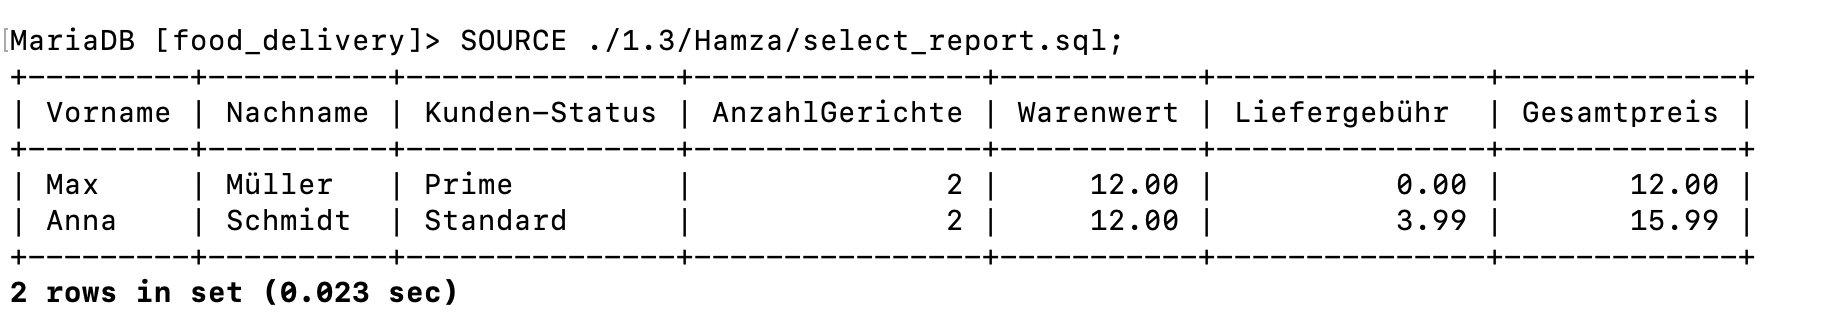 MariaDB [food_delivery]> SOURCE ./1.3/Hamza/select_report.sql;
+---------+----------+---------------+----------------+-----------+---------------+-------------+
| Vorname | Nachname | Kunden-Status | AnzahlGerichte | Warenwert | Liefergebühr  | Gesamtpreis |
+---------+----------+---------------+----------------+-----------+---------------+-------------+
| Max     | Müller   | Prime         |              2 |     12.00 |          0.00 |       12.00 |
| Anna    | Schmidt  | Standard      |              2 |     12.00 |          3.99 |       15.99 |
+---------+----------+---------------+----------------+-----------+---------------+-------------+
2 rows in set (0.023 sec)